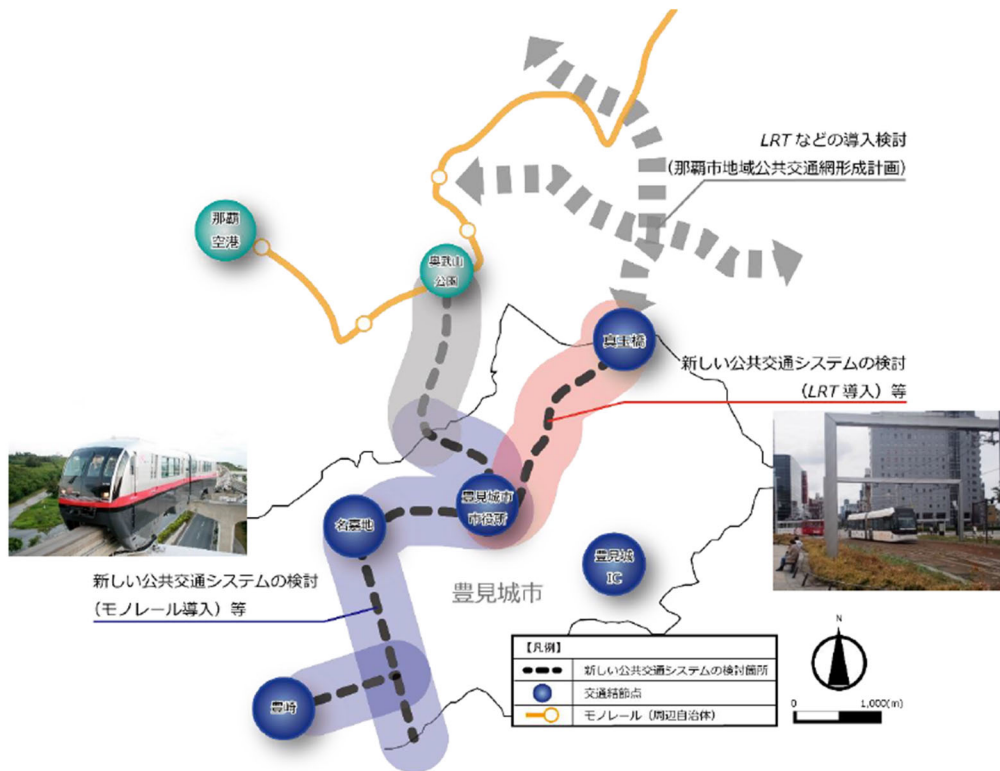 LRTなどの導入検討
(那覇市地域公共交通網形成計画)
那覇
空港
奥武山
公園
真玉橋
新しい公共交通システムの検討
(LRT導入)等
豊見城市
市役所
名嘉地
豊見城
IC
新しい公共交通システムの検討
(モノレール導入)等
豊見城市
豊崎
【凡例】
新しい公共交通システムの検討箇所
交通結節点
モノレール(周辺自治体)
N
0 1,000(m)